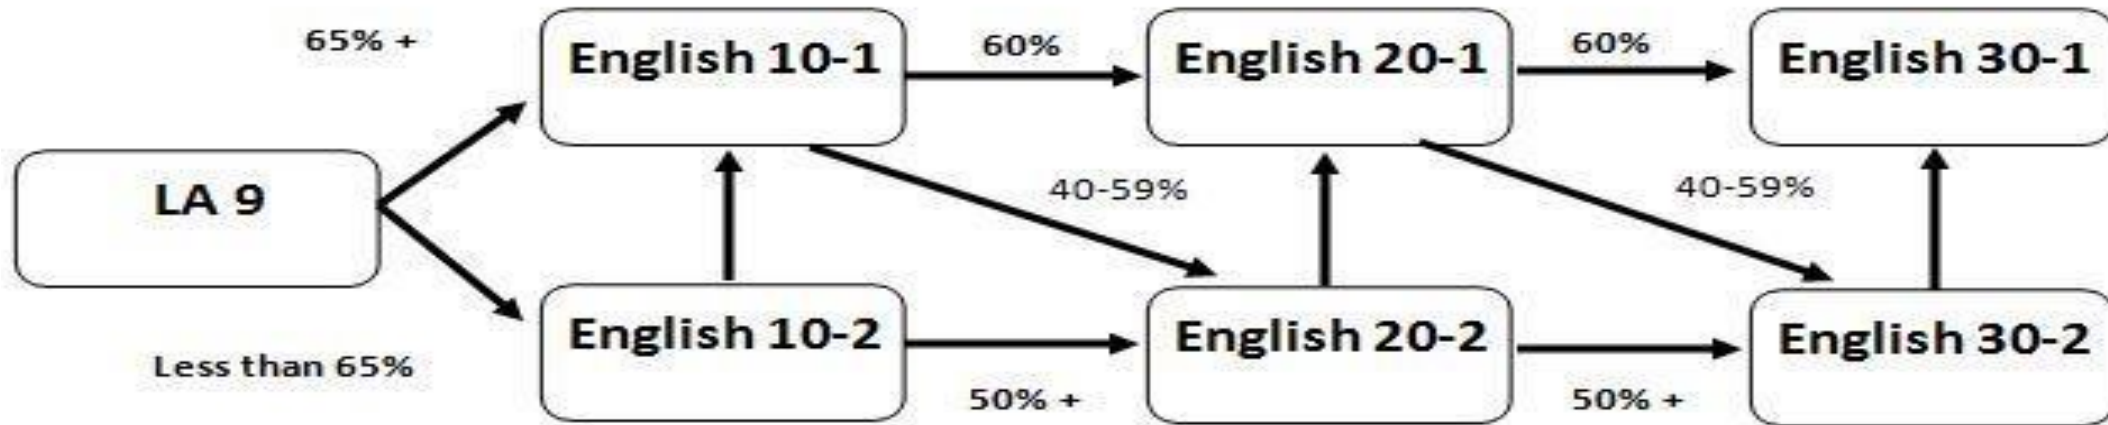 65% +
English 10-1
60%
English 20-1
60%
English 30-1
LA 9
40-59%
40-59%
Less than 65%
English 10-2
50% +
English 20-2
50% +
English 30-2